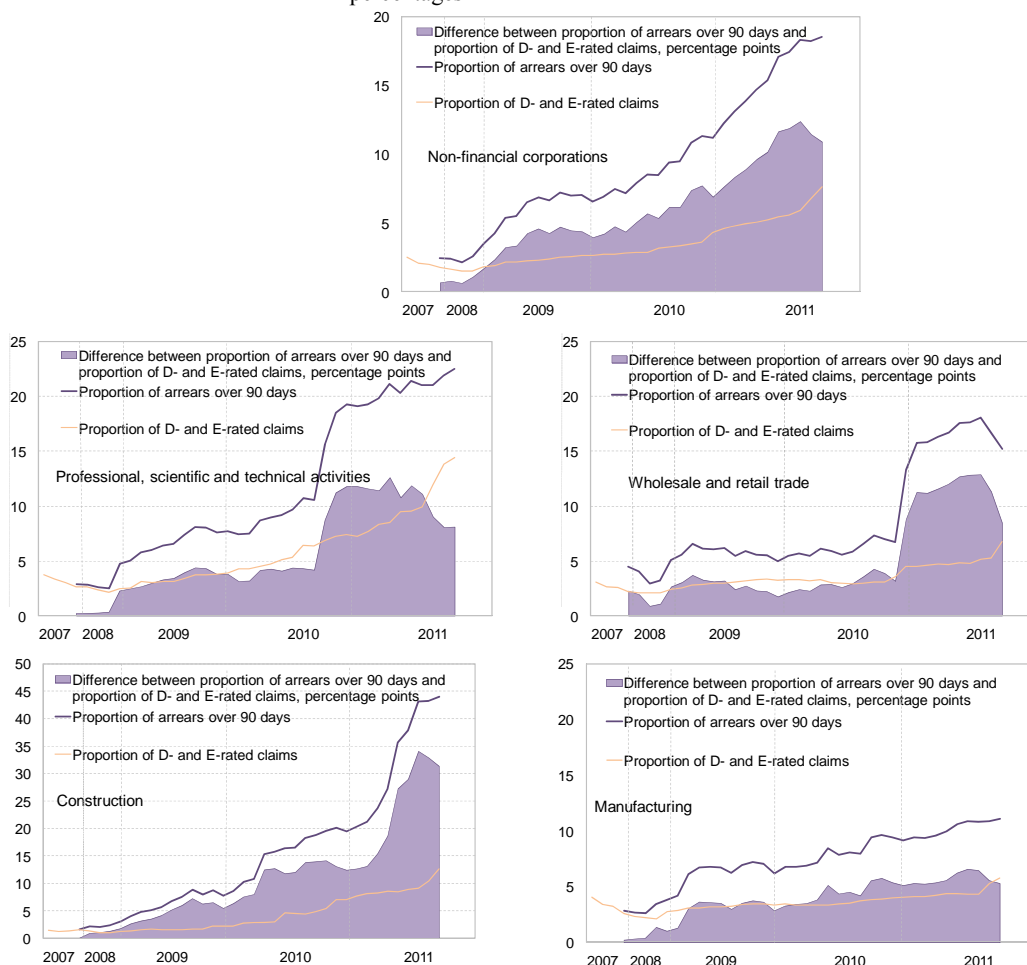 percentages
20
15
10
5
0
Difference between proportion of arrears over 90 days and
proportion of D- and E-rated claims, percentage points
Proportion of arrears over 90 days
Proportion of D- and E-rated claims
Non-financial corporations
2007 2008 2009 2010 2011
25
20
15
10
5
0
Difference between proportion of arrears over 90 days and
proportion of D- and E-rated claims, percentage points
Proportion of arrears over 90 days
Proportion of D- and E-rated claims
Professional, scientific and technical activities
2007 2008 2009 2010 2011
25
20
15
10
5
0
Difference between proportion of arrears over 90 days and
proportion of D- and E-rated claims, percentage points
Proportion of arrears over 90 days
Proportion of D- and E-rated claims
Wholesale and retail trade
2007 2008 2009 2010 2011
50
45
40
35
30
25
20
15
10
5
0
Difference between proportion of arrears over 90 days and
proportion of D- and E-rated claims, percentage points
Proportion of arrears over 90 days
Proportion of D- and E-rated claims
Construction
2007 2008 2009 2010 2011
25
20
15
10
5
0
Difference between proportion of arrears over 90 days and
proportion of D- and E-rated claims, percentage points
Proportion of arrears over 90 days
Proportion of D- and E-rated claims
Manufacturing
2007 2008 2009 2010 2011